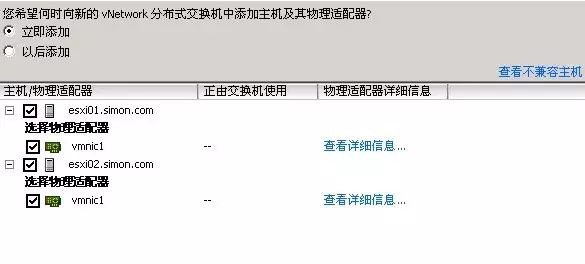 您希望何时向新的 vNetwork 分布式交换机中添加主机及其物理适配器?
立即添加
以后添加
查看不兼容主机
主机/物理适配器 正由交换机使用 物理适配器详细信息
esxi01.simon.com
选择物理适配器
vmnic1 -- 查看详细信息...
esxi02.simon.com
选择物理适配器
vmnic1 -- 查看详细信息...